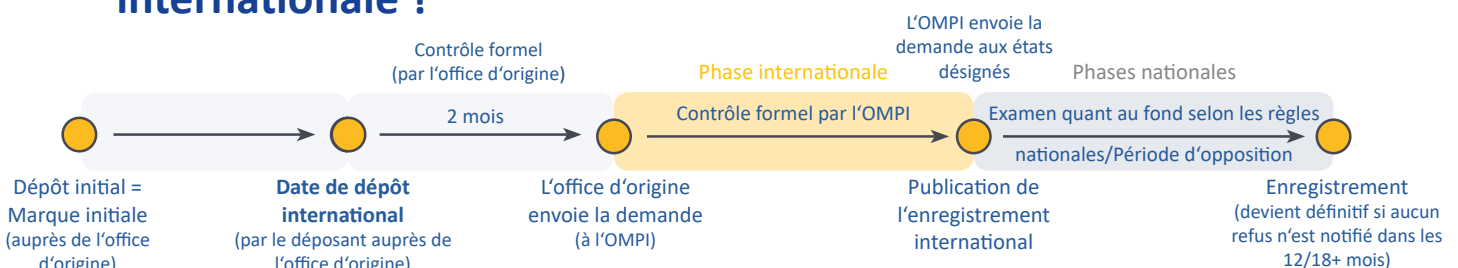 internationale ?
L'OMPI envoie la
demande aux états
désignés
Contrôle formel
(par l'office d'origine)
Phase internationale
Phases nationales
2 mois
Contrôle formel par l'OMPI
Examen quant au fond selon les règles
nationales/Période d'opposition
Dépôt initial =
Marque initiale
(auprès de l'office
d'origine)
Date de dépôt
international
(par le déposant auprès de
l'office d'origine)
L'office d'origine
envoie la demande
(à l'OMPI)
Publication de
l'enregistrement
international
Enregistrement
(devient définitif si aucun
refus n'est notifié dans les
12/18+ mois)